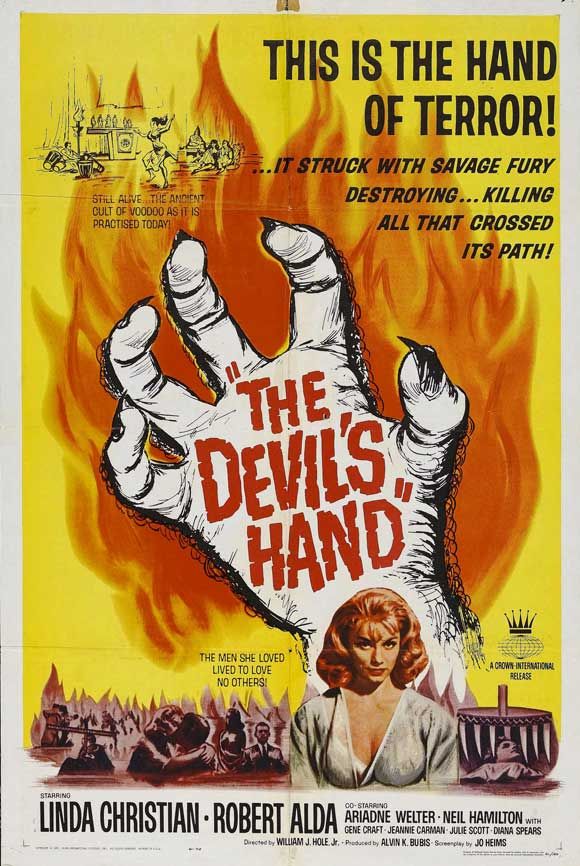 THIS IS THE HAND
OF TERROR!
...IT STRUCK WITH SAVAGE FURY
DESTROYING...KILLING
ALL THAT CROSSED
ITS PATH!
STILL ALIVE...THE ANCIENT
CULT OF VOODOO AS IT IS
PRACTISED TODAY!
"THE
DEVIL'S
HAND"
THE MEN SHE LOVED
LIVED TO LOVE
NO OTHERS!
A CROWN-INTERNATIONAL
RELEASE
STARRING
LINDA CHRISTIAN · ROBERT ALDA
CO-STARRING
ARIADNE WELTER · NEIL HAMILTON WITH
GENE CRAFT · JEANNIE CARMAN · JULIE SCOTT · DIANA SPEARS
Directed by WILLIAM J. HOLE, Jr. · Produced by ALVIN K. BUBIS · Screenplay by JO HEIMS